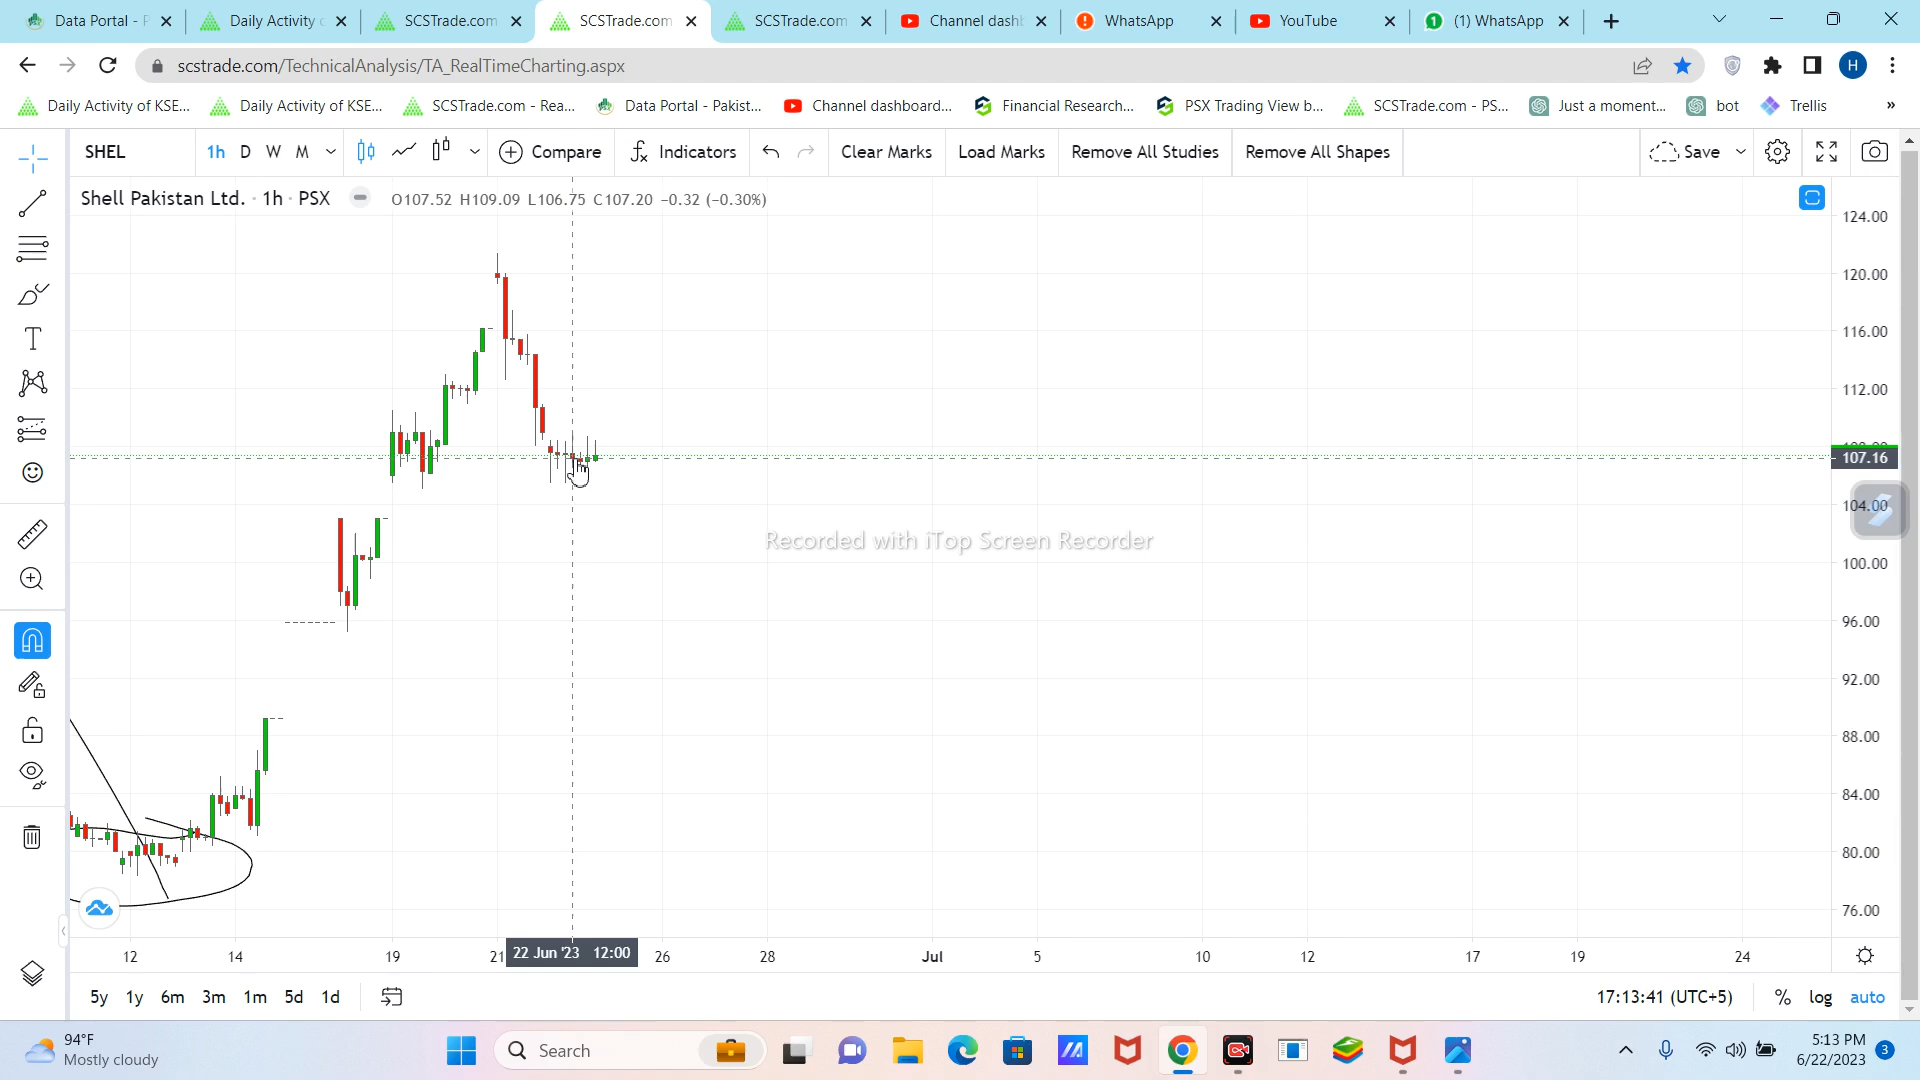 Data Portal - P
Daily Activity o
SCSTrade.com
SCSTrade.com
SCSTrade.com
Channel dashb
WhatsApp
YouTube
(1) WhatsApp
scstrade.com/TechnicalAnalysis/TA_RealTimeCharting.aspx
H
Daily Activity of KSE...
Daily Activity of KSE...
SCSTrade.com - Rea...
Data Portal - Pakist...
Channel dashboard...
Financial Research...
PSX Trading View b...
SCSTrade.com - PS...
Just a moment...
bot
Trellis
»
SHEL
1h D W M
Compare
Indicators
Clear Marks
Load Marks
Remove All Studies
Remove All Shapes
Save
Shell Pakistan Ltd. · 1h · PSX
O107.52 H109.09 L106.75 C107.20 -0.32 (-0.30%)
124.00
120.00
116.00
112.00
107.16
104.00
100.00
96.00
92.00
88.00
84.00
80.00
76.00
Recorded with iTop Screen Recorder
12 14 19 21 22 Jun '23 12:00 26 28 Jul 5 10 12 17 19 24
5y 1y 6m 3m 1m 5d 1d
17:13:41 (UTC+5)
% log auto
94°F
Mostly cloudy
Search
5:13 PM
6/22/2023
3